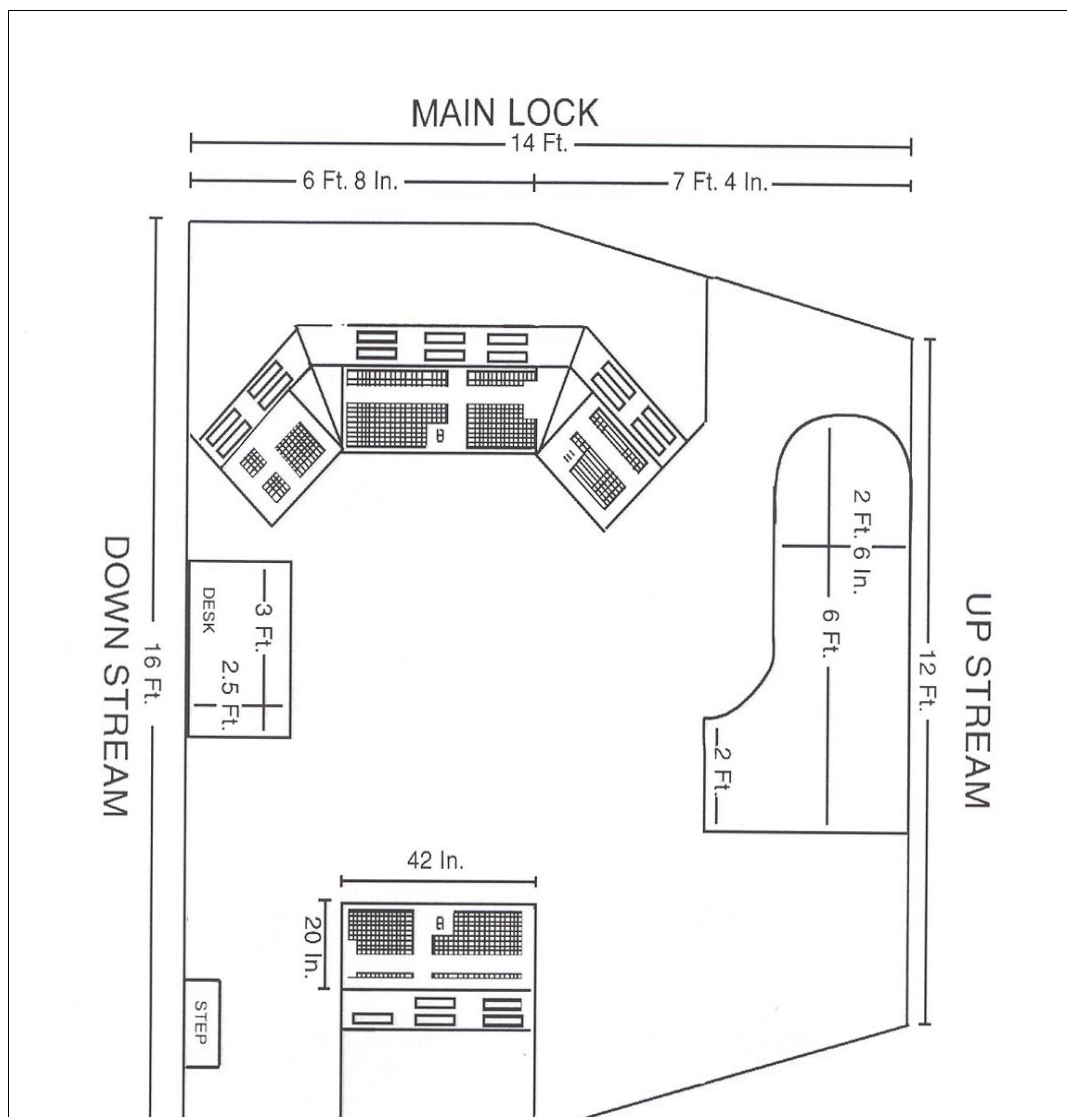 MAIN LOCK
14 Ft.
6 Ft. 8 In.
7 Ft. 4 In.
DOWN STREAM
16 Ft.
DESK
3 Ft.
2.5 Ft.
2 Ft. 6 In.
6 Ft.
2 Ft.
12 Ft.
UP STREAM
42 In.
20 In.
STEP